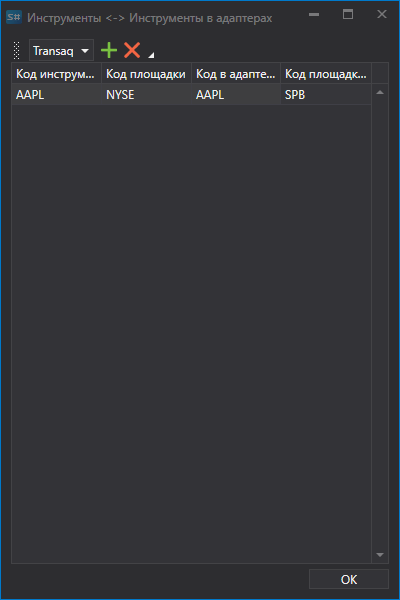 S# Инструменты <-> Инструменты в адаптерах
Transaq
Код инструм... Код площадки Код в адапте... Код площадк...
AAPL NYSE AAPL SPB
OK